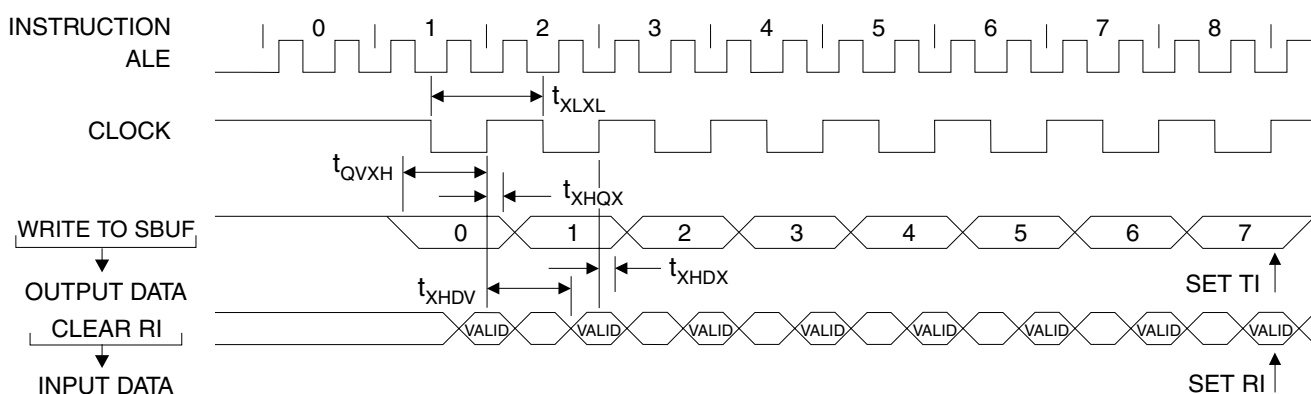 INSTRUCTION 0 1 2 3 4 5 6 7 8
ALE
tXLXL
CLOCK
tQVXH
tXHQX
WRITE TO SBUF 0 1 2 3 4 5 6 7
tXHDX
SET TI
OUTPUT DATA
tXHDV
CLEAR RI VALID VALID VALID VALID VALID VALID VALID VALID
SET RI
INPUT DATA